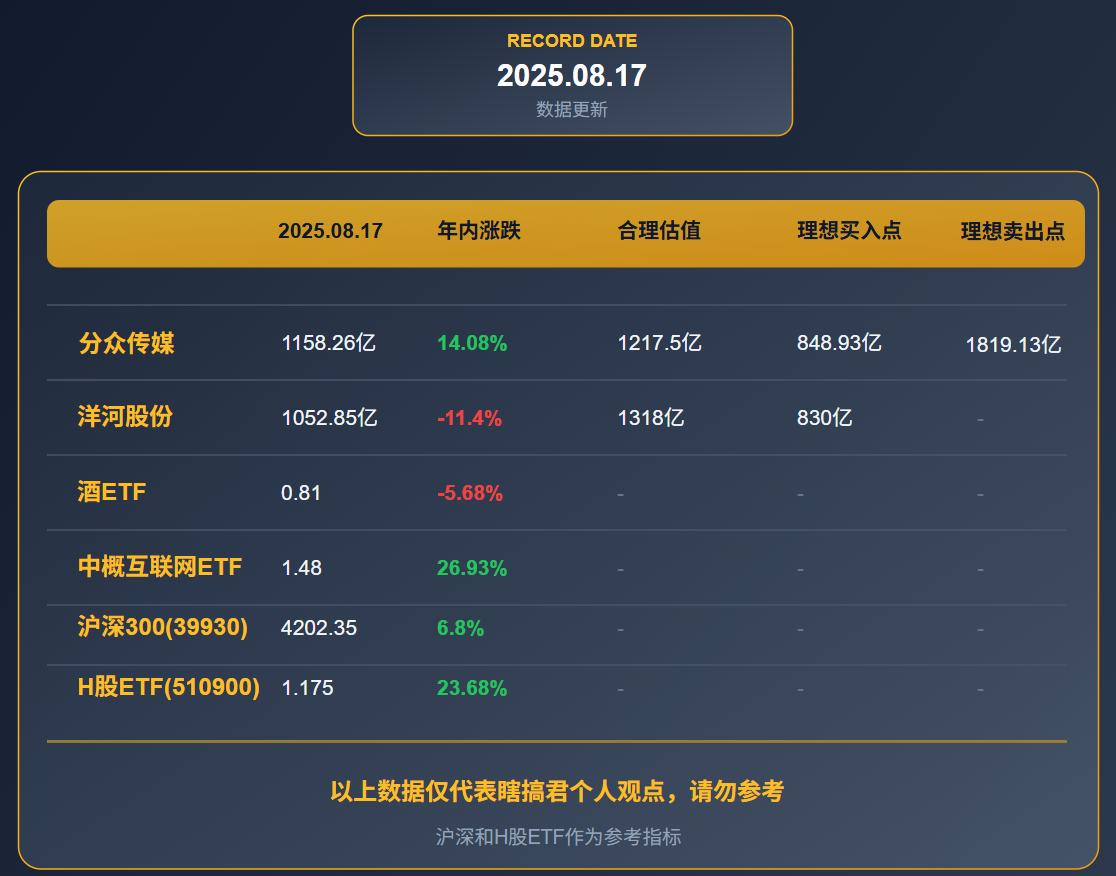 RECORD DATE
2025.08.17
数据更新
2025.08.17 年内涨跌 合理估值 理想买入点 理想卖出点
分众传媒 1158.26亿 14.08% 1217.5亿 848.93亿 1819.13亿
洋河股份 1052.85亿 -11.4% 1318亿 830亿 -
酒ETF 0.81 -5.68% - - -
中概互联网ETF 1.48 26.93% - - -
沪深300(39930) 4202.35 6.8% - - -
H股ETF(510900) 1.175 23.68% - - -
以上数据仅代表瞎搞君个人观点，请勿参考
沪深和H股ETF作为参考指标